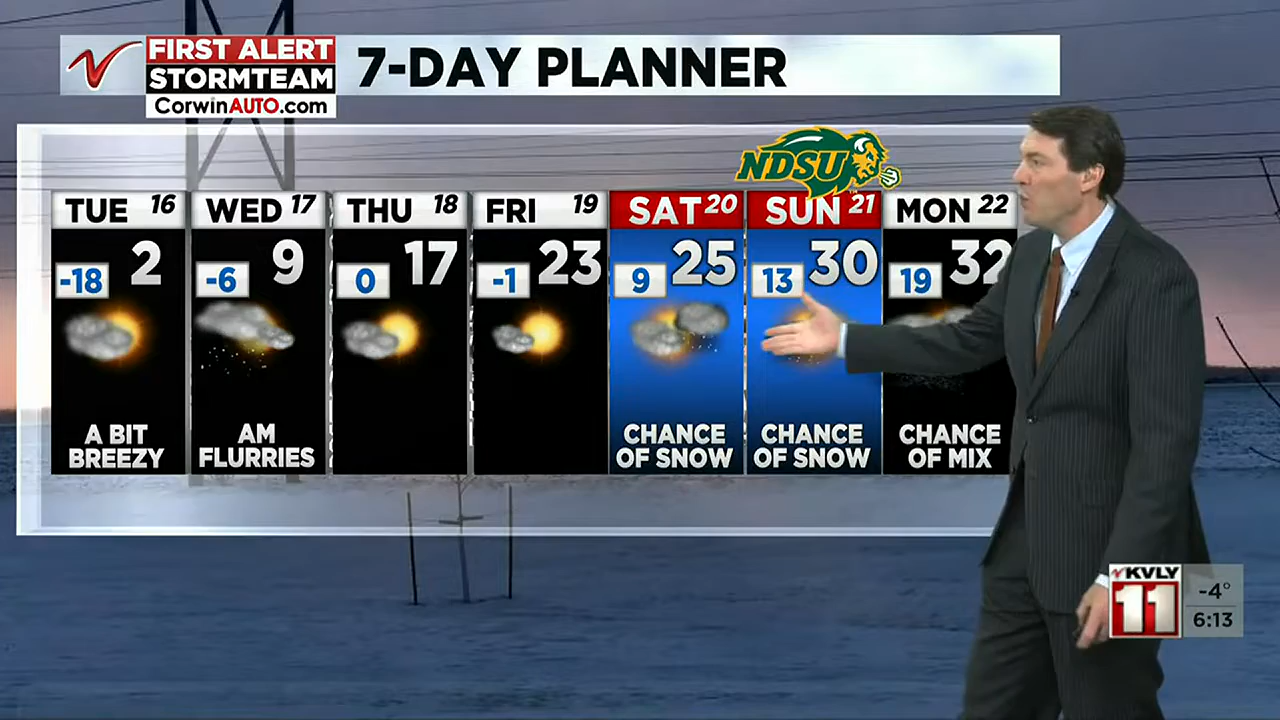 FIRST ALERT
STORMTEAM
CorwinAUTO.com
7-DAY PLANNER
NDSU
TUE 16
-18 2
A BIT
BREEZY
WED 17
-6 9
AM
FLURRIES
THU 18
0 17
FRI 19
-1 23
SAT 20
9 25
CHANCE
OF SNOW
SUN 21
13 30
CHANCE
OF SNOW
MON 22
19 32
CHANCE
OF MIX
KVLY
11
-4°
6:13